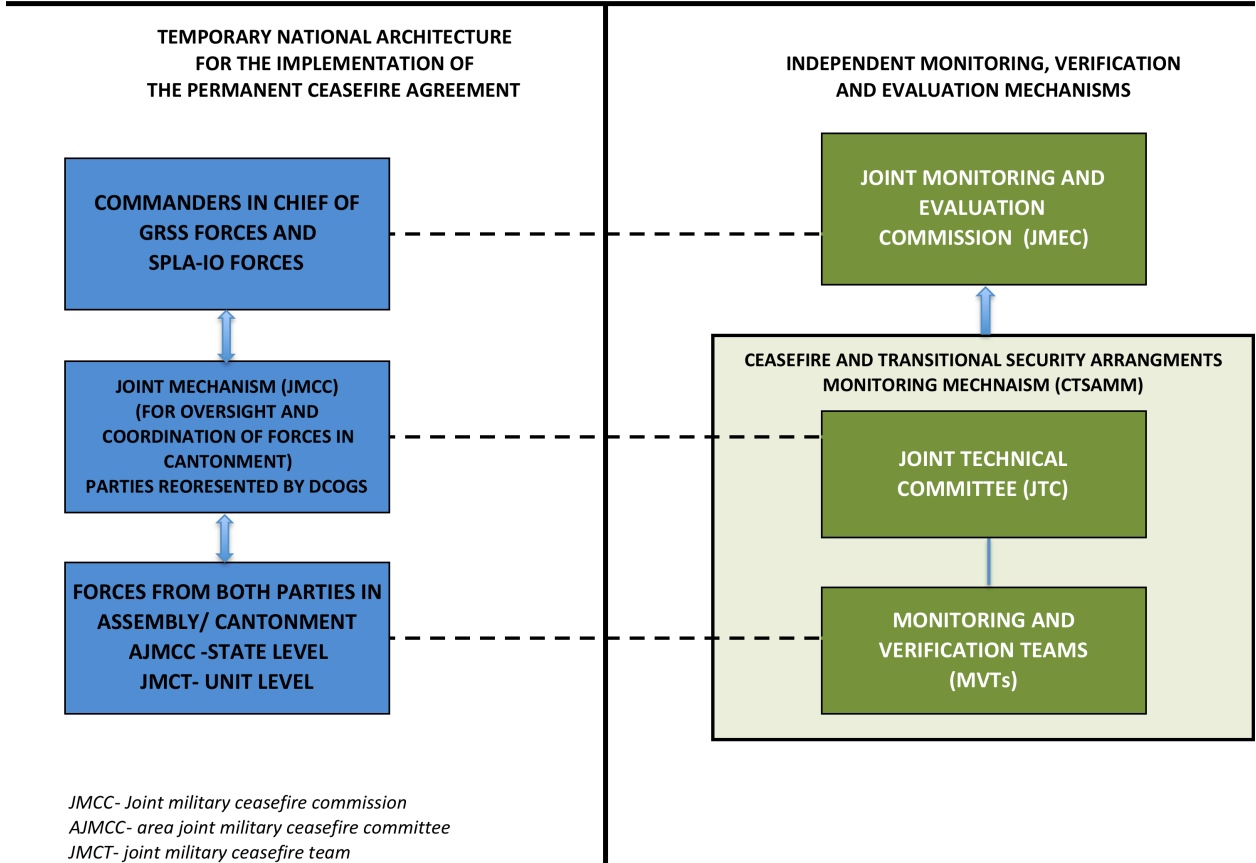 TEMPORARY NATIONAL ARCHITECTURE
FOR THE IMPLEMENTATION OF
THE PERMANENT CEASEFIRE AGREEMENT
COMMANDERS IN CHIEF OF
GRSS FORCES AND
SPLA-IO FORCES
JOINT MECHANISM (JMCC)
(FOR OVERSIGHT AND
COORDINATION OF FORCES IN
CANTONMENT)
PARTIES REORESENTED BY DCOGS
FORCES FROM BOTH PARTIES IN
ASSEMBLY/ CANTONMENT
AJMCC -STATE LEVEL
JMCT- UNIT LEVEL
JMCC- Joint military ceasefire commission
AJMCC- area joint military ceasefire committee
JMCT- joint military ceasefire team
INDEPENDENT MONITORING, VERIFICATION
AND EVALUATION MECHANISMS
JOINT MONITORING AND
EVALUATION
COMMISSION (JMEC)
CEASEFIRE AND TRANSITIONAL SECURITY ARRANGMENTS
MONITORING MECHNAISM (CTSAMM)
JOINT TECHNICAL
COMMITTEE (JTC)
MONITORING AND
VERIFICATION TEAMS
(MVTs)